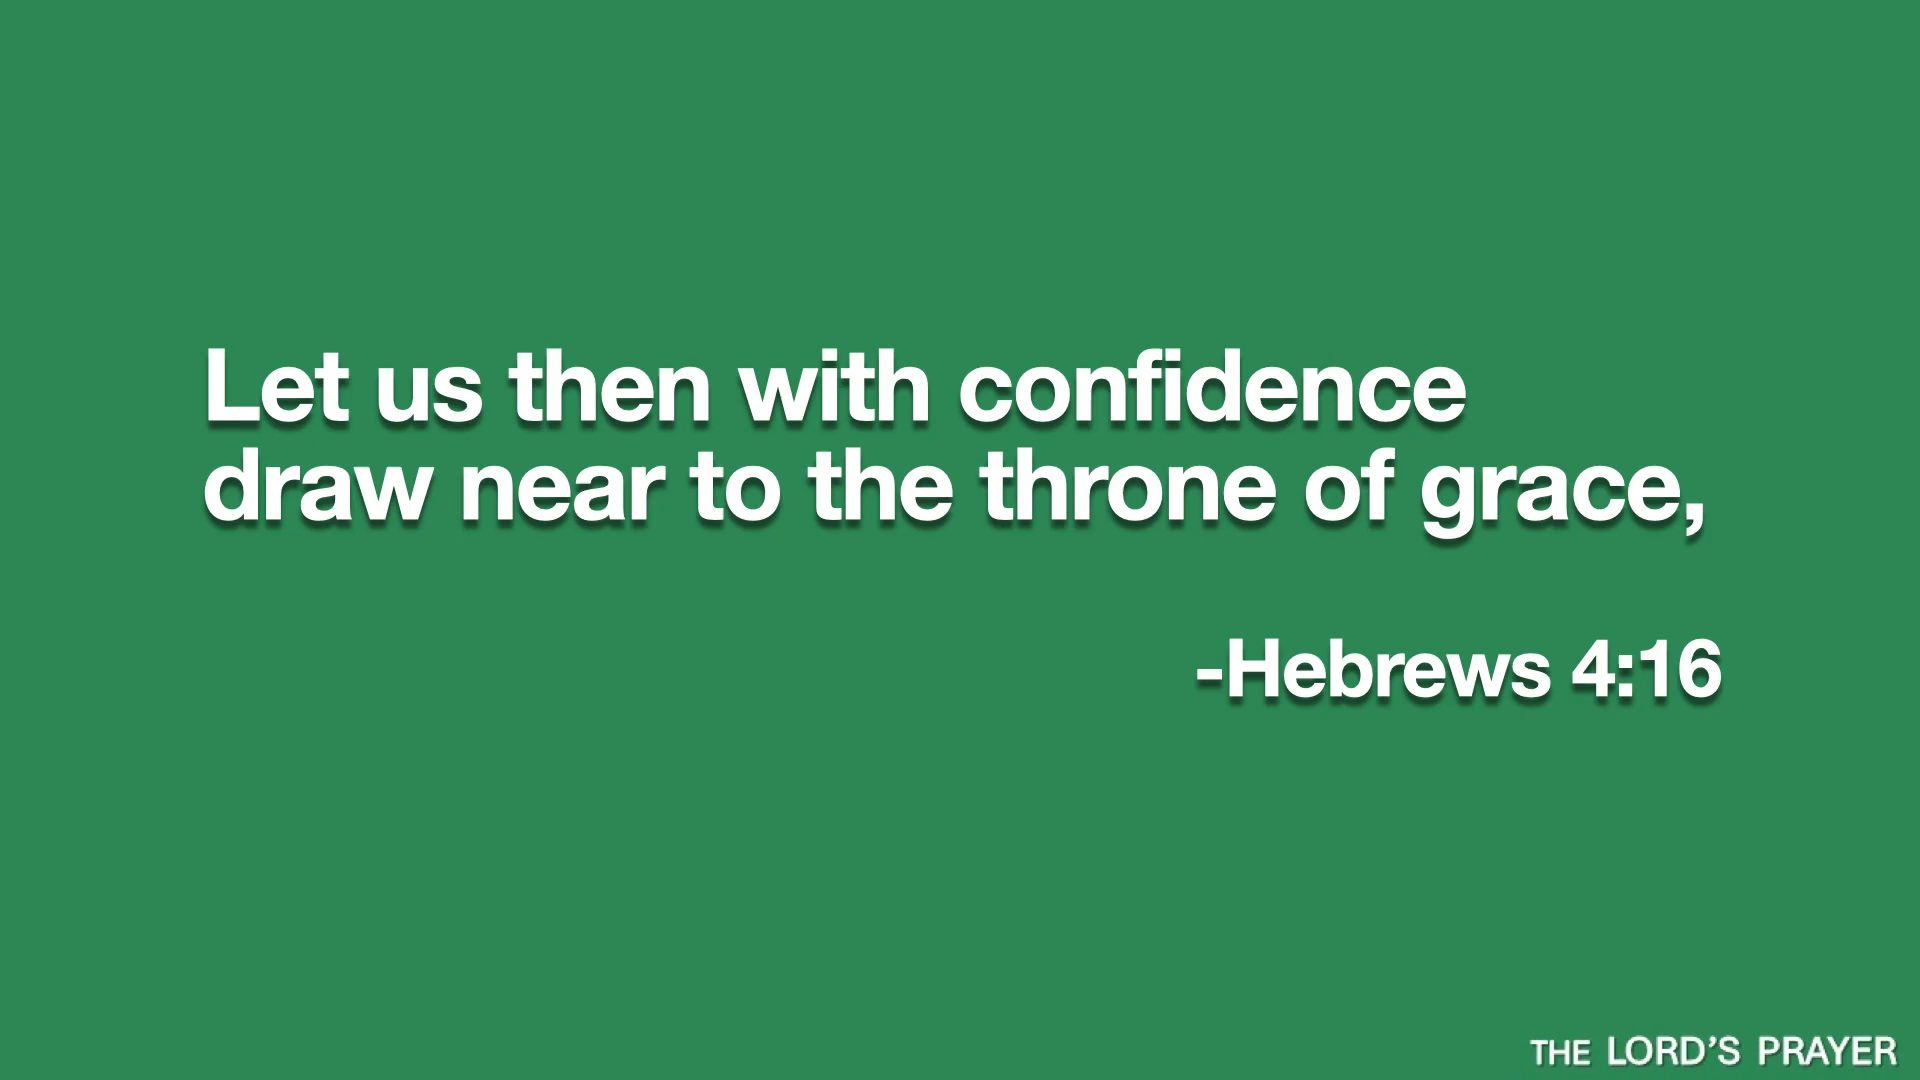 Let us then with confidence
draw near to the throne of grace,
-Hebrews 4:16
THE LORD’S PRAYER